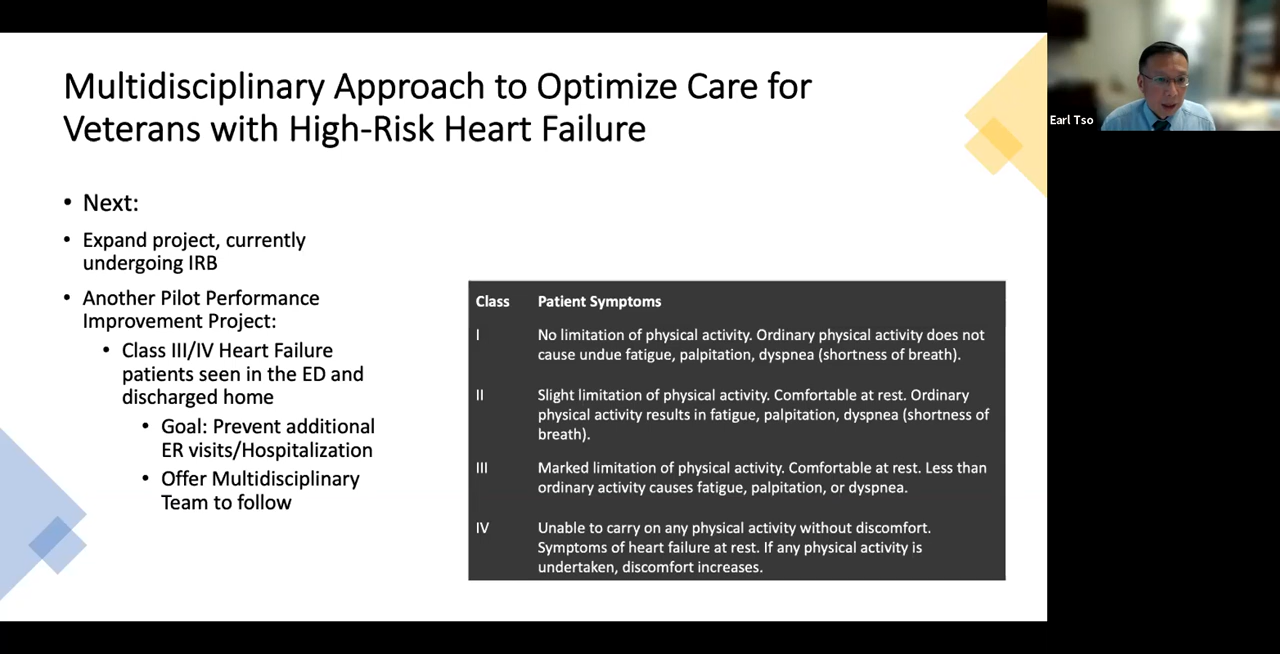 Multidisciplinary Approach to Optimize Care for
Veterans with High-Risk Heart Failure
• Next:
• Expand project, currently
undergoing IRB
• Another Pilot Performance
Improvement Project:
• Class III/IV Heart Failure
patients seen in the ED and
discharged home
• Goal: Prevent additional
ER visits/Hospitalization
• Offer Multidisciplinary
Team to follow
Class Patient Symptoms
I No limitation of physical activity. Ordinary physical activity does not
cause undue fatigue, palpitation, dyspnea (shortness of breath).
II Slight limitation of physical activity. Comfortable at rest. Ordinary
physical activity results in fatigue, palpitation, dyspnea (shortness of
breath).
III Marked limitation of physical activity. Comfortable at rest. Less than
ordinary activity causes fatigue, palpitation, or dyspnea.
IV Unable to carry on any physical activity without discomfort.
Symptoms of heart failure at rest. If any physical activity is
undertaken, discomfort increases.
Earl Tso